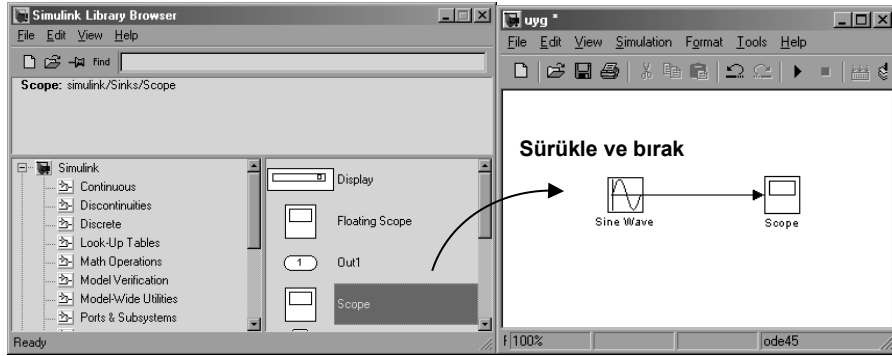 Simulink Library Browser
File Edit View Help
Find
Scope: simulink/Sinks/Scope
Simulink
Continuous
Discontinuities
Discrete
Look-Up Tables
Math Operations
Model Verification
Model-Wide Utilities
Ports & Subsystems
Display
Floating Scope
1
Out1
Scope
Ready
uyg *
File Edit View Simulation Format Tools Help
Sürükle ve bırak
Sine Wave
Scope
100%
ode45